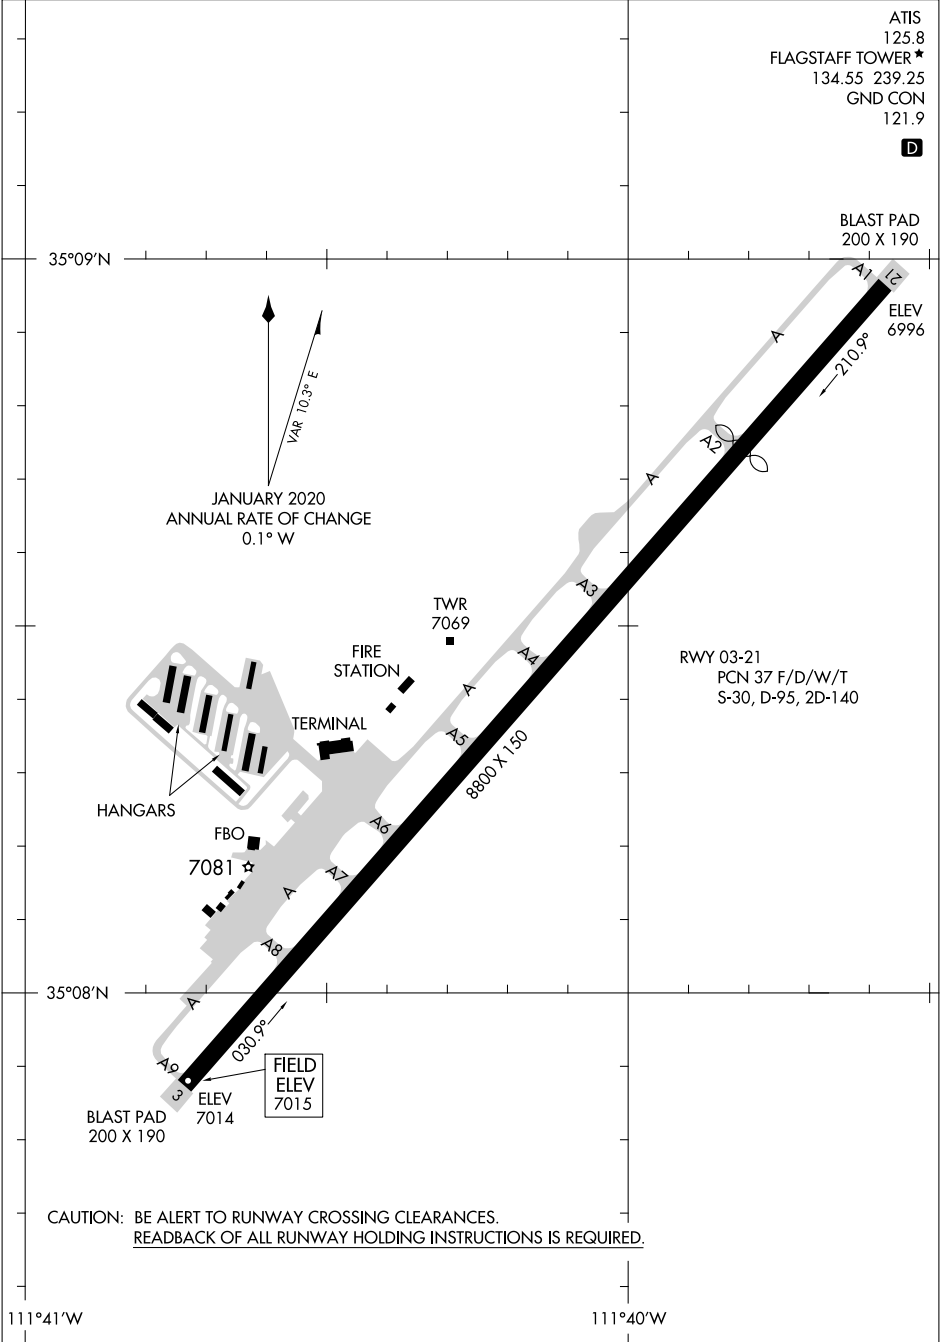 ATIS
125.8
FLAGSTAFF TOWER★
134.55 239.25
GND CON
121.9
D
BLAST PAD
200 X 190
35°09'N
A1
21
ELEV
6996
A
210.9°
VAR 10.3° E
A2
A
JANUARY 2020
ANNUAL RATE OF CHANGE
0.1° W
A3
TWR
7069
FIRE
STATION
A4
RWY 03-21
PCN 37 F/D/W/T
S-30, D-95, 2D-140
A
TERMINAL
A5
8800 X 150
HANGARS
A6
FBO
7081
A7
A
A8
35°08'N
A
030.9°
A9
FIELD
ELEV
7015
3
ELEV
7014
BLAST PAD
200 X 190
CAUTION: BE ALERT TO RUNWAY CROSSING CLEARANCES.
READBACK OF ALL RUNWAY HOLDING INSTRUCTIONS IS REQUIRED.
111°41'W
111°40'W